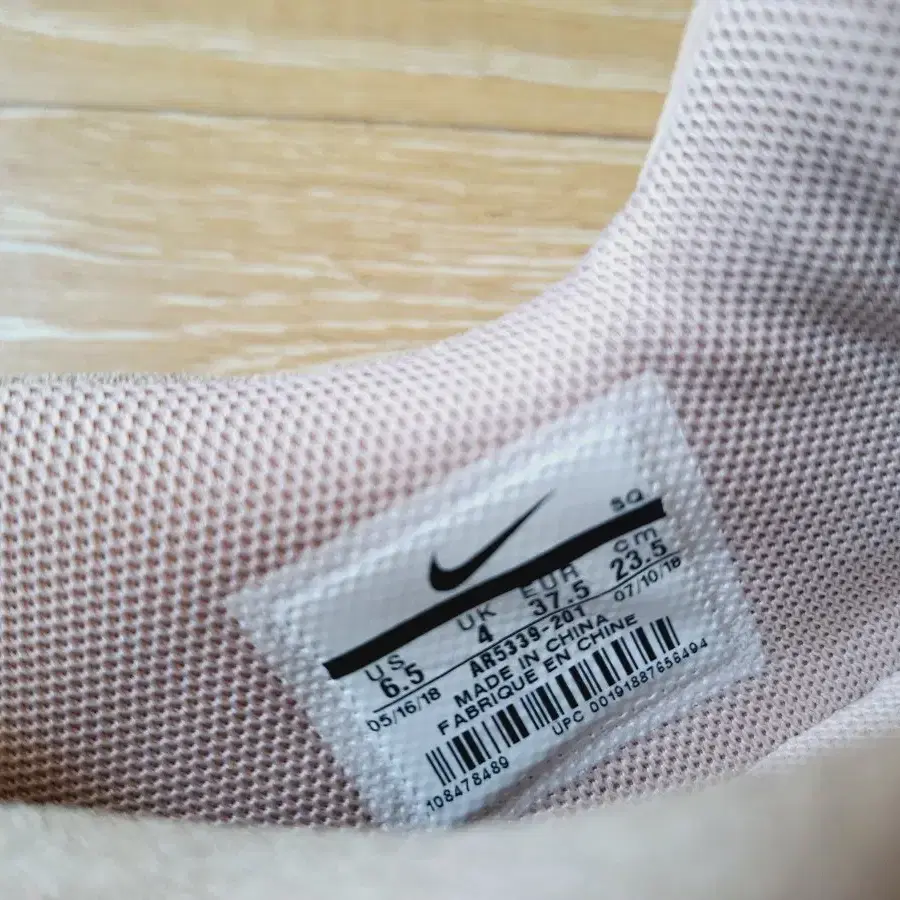 SQ
US UK EUR cm
6.5 4 37.5 23.5
05/16/18 AR5339-201 07/10/18
MADE IN CHINA
FABRIQUE EN CHINE
108478489 UPC 00191887656494